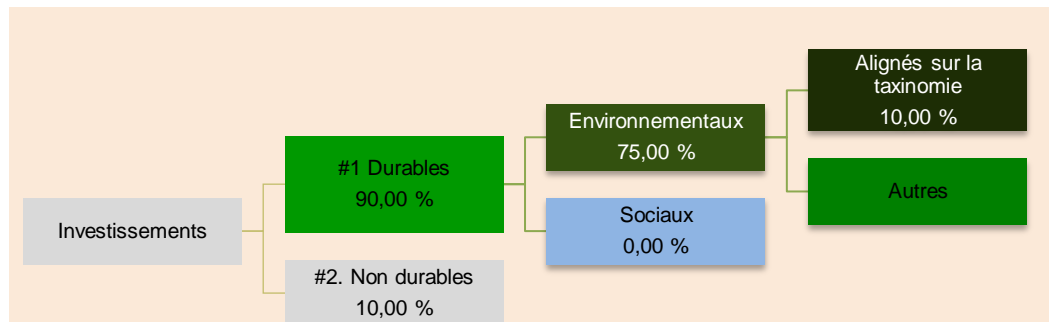 Investissements
#1 Durables
90,00 %
#2. Non durables
10,00 %
Environnementaux
75,00 %
Sociaux
0,00 %
Alignés sur la
taxinomie
10,00 %
Autres